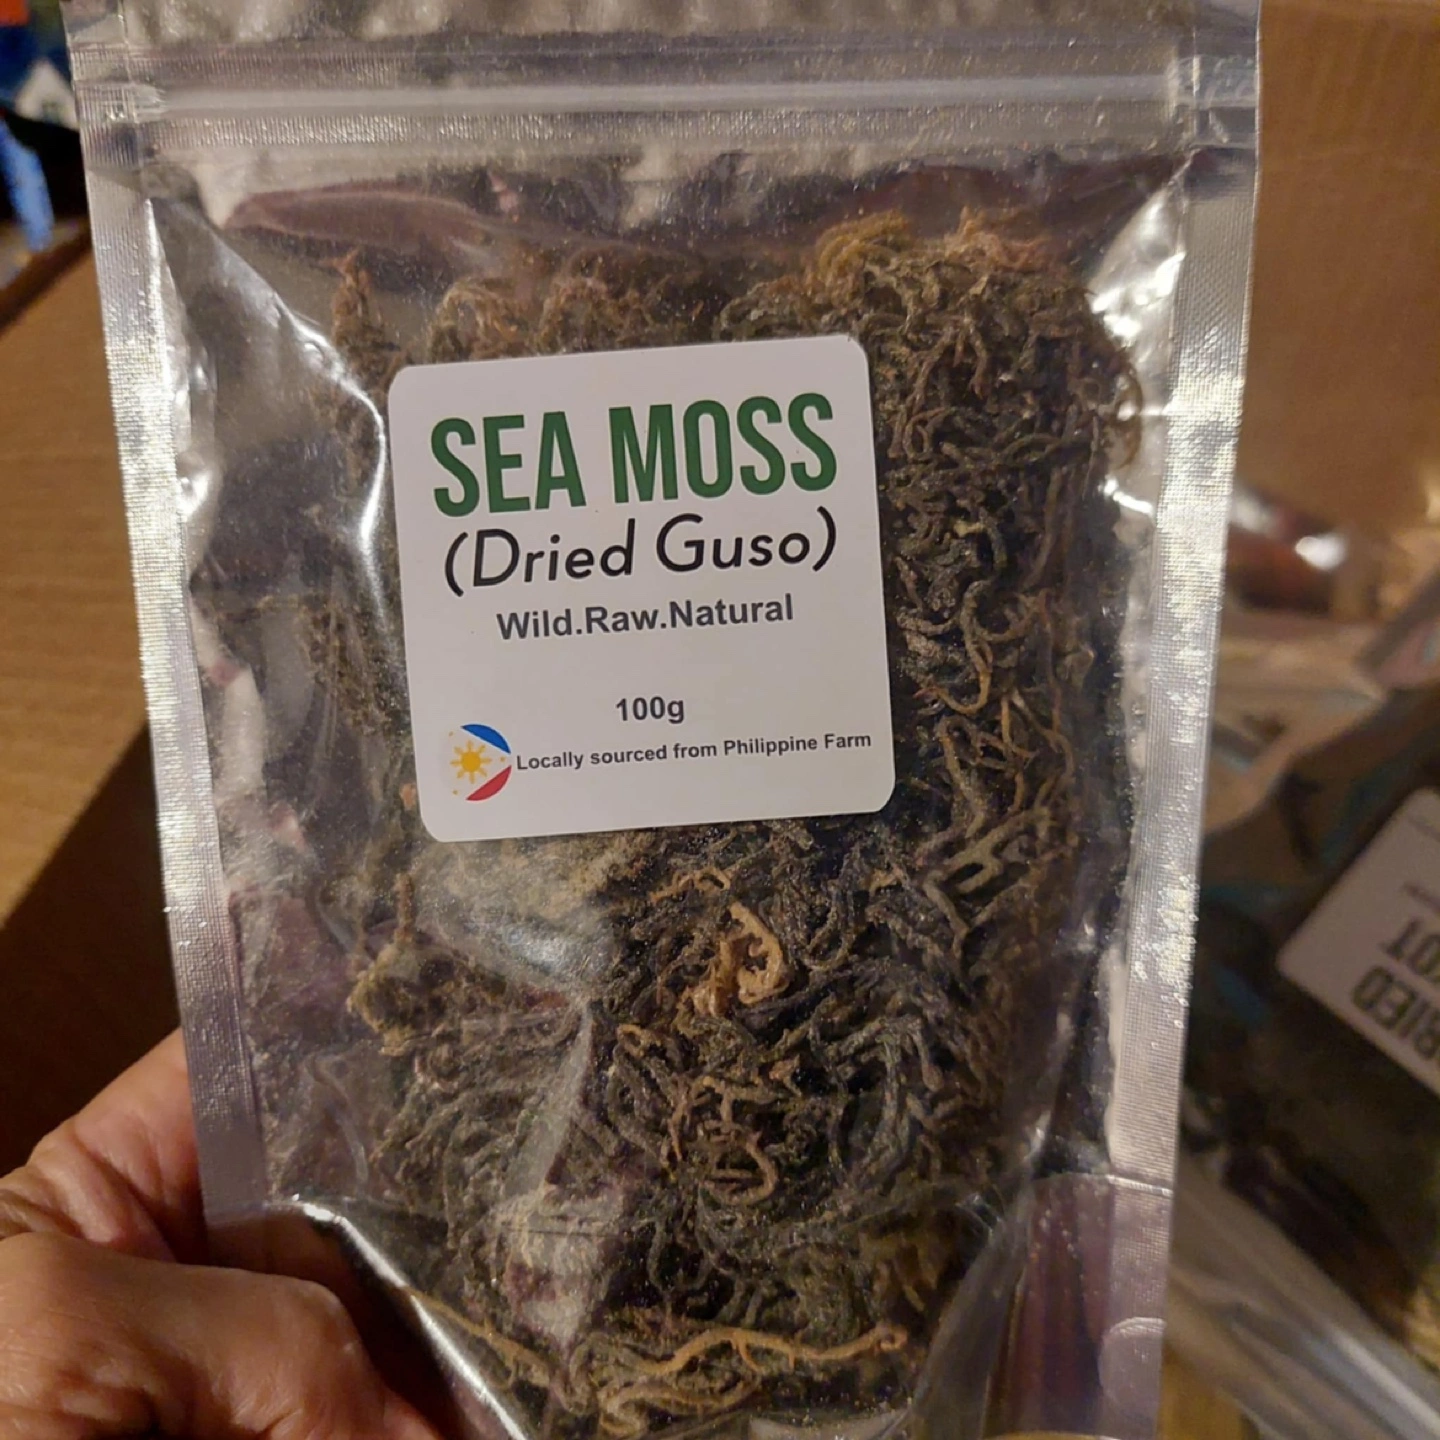 SEA MOSS
(Dried Guso)
Wild.Raw.Natural
100g
Locally sourced from Philippine Farm